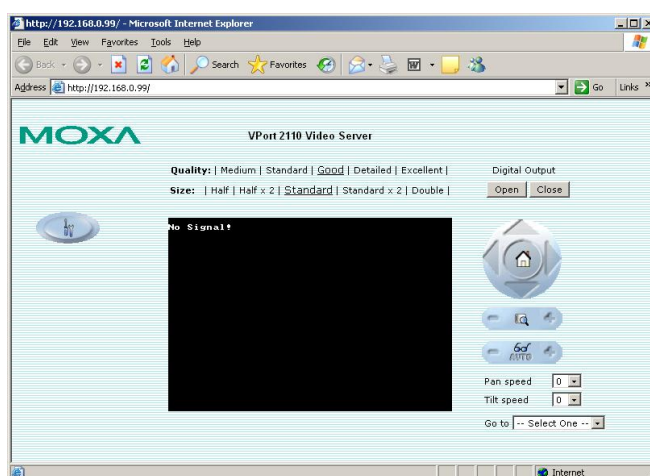 http://192.168.0.99/ - Microsoft Internet Explorer
File Edit View Favorites Tools Help
Back Search Favorites
Address http://192.168.0.99/ Go Links »
MOXA
VPort 2110 Video Server
Quality: | Medium | Standard | Good | Detailed | Excellent |
Digital Output
Size: | Half | Half x 2 | Standard | Standard x 2 | Double |
Open Close
No Signal!
AUTO
Pan speed 0
Tilt speed 0
Go to -- Select One --
Internet